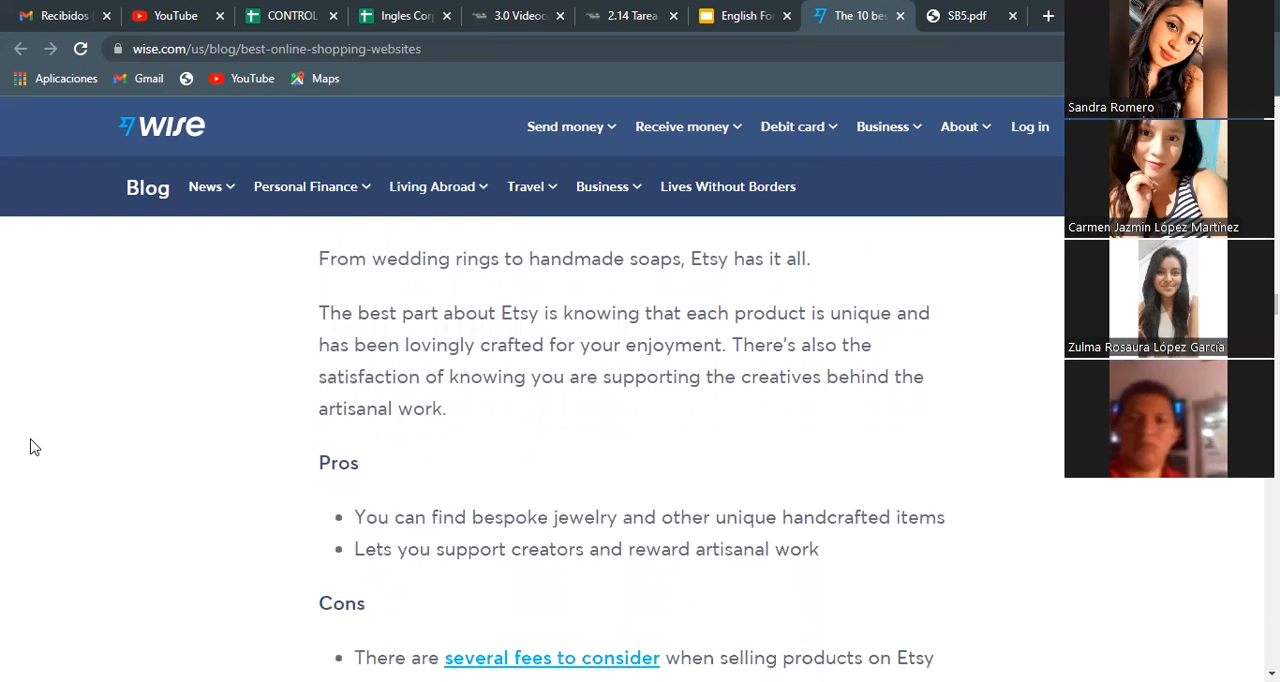 Recibidos
YouTube
CONTROL
Ingles Cor
3.0 Video
2.14 Tarea
English Fo
The 10 bes
SB5.pdf
wise.com/us/blog/best-online-shopping-websites
Aplicaciones
Gmail
YouTube
Maps
WISE
Send money
Receive money
Debit card
Business
About
Log in
Blog
News
Personal Finance
Living Abroad
Travel
Business
Lives Without Borders
From wedding rings to handmade soaps, Etsy has it all.
The best part about Etsy is knowing that each product is unique and
has been lovingly crafted for your enjoyment. There's also the
satisfaction of knowing you are supporting the creatives behind the
artisanal work.
Pros
You can find bespoke jewelry and other unique handcrafted items
Lets you support creators and reward artisanal work
Cons
There are several fees to consider when selling products on Etsy
Sandra Romero
Carmen Jazmin López Martínez
Zulma Rosaura López García